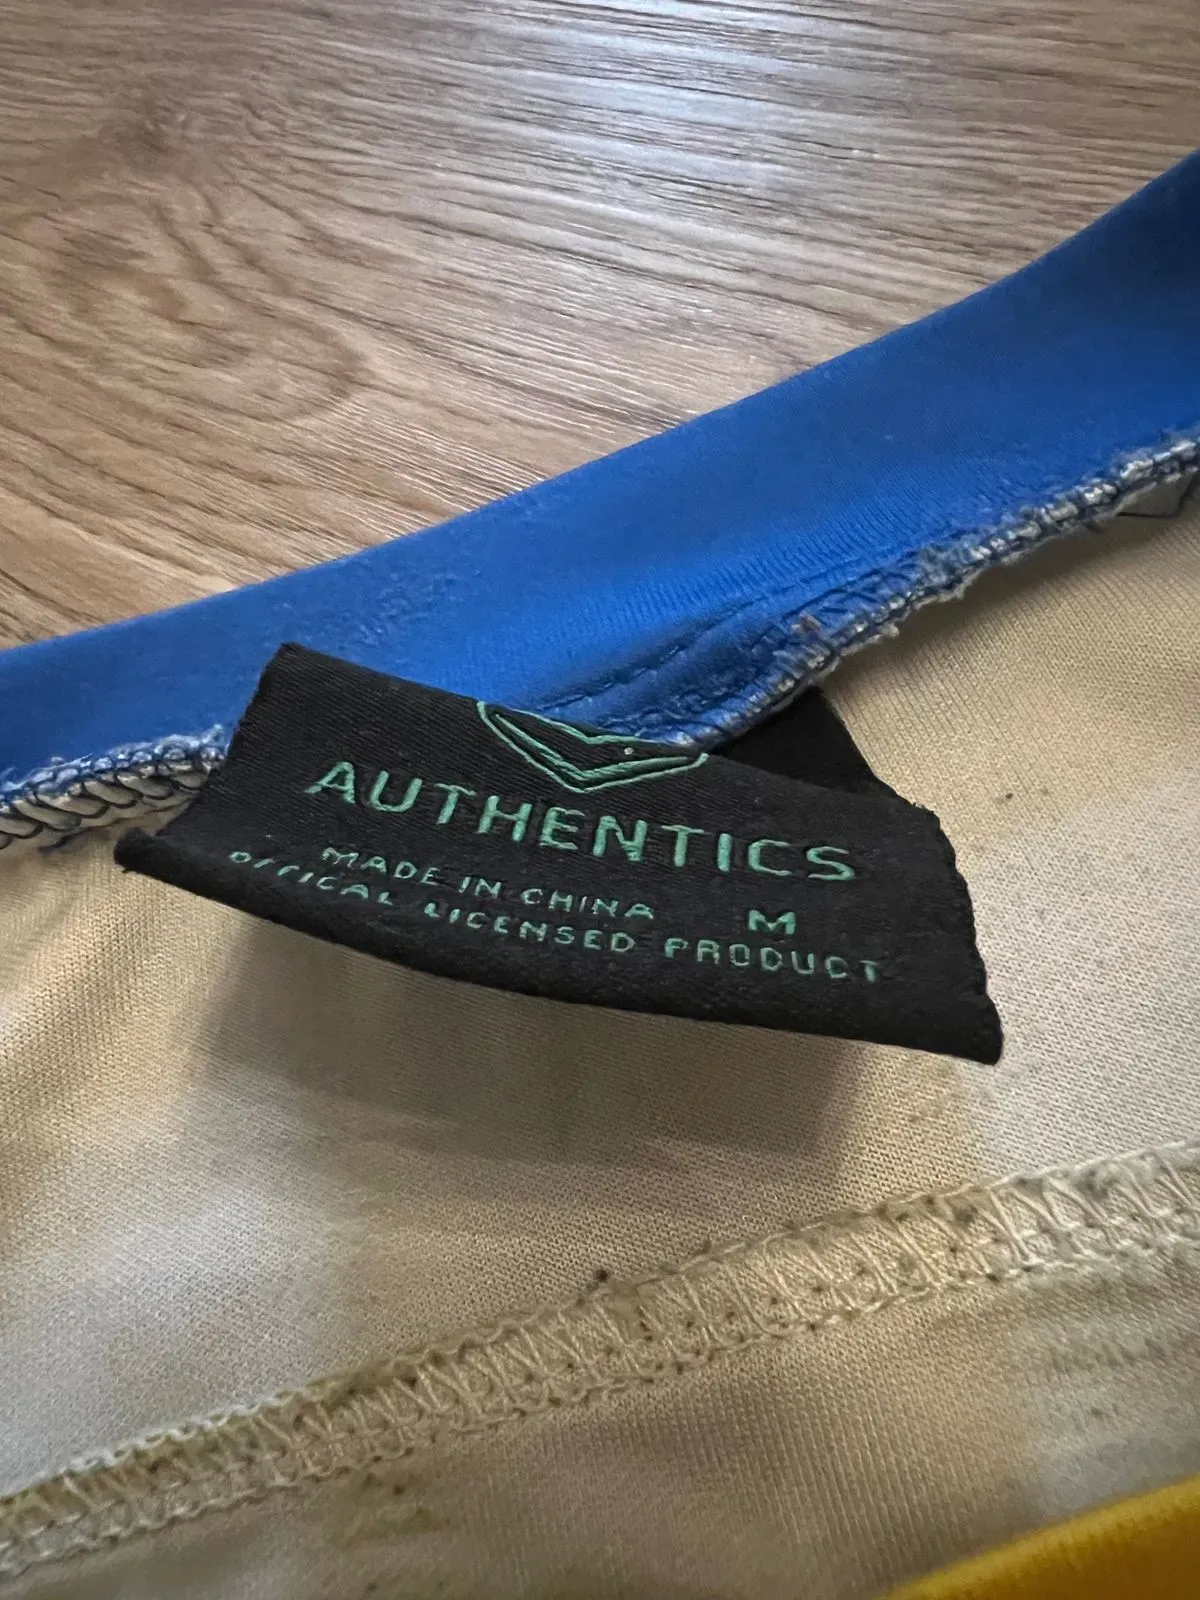 AUTHENTICS
MADE IN CHINA M
OFFICAL LICENSED PRODUCT